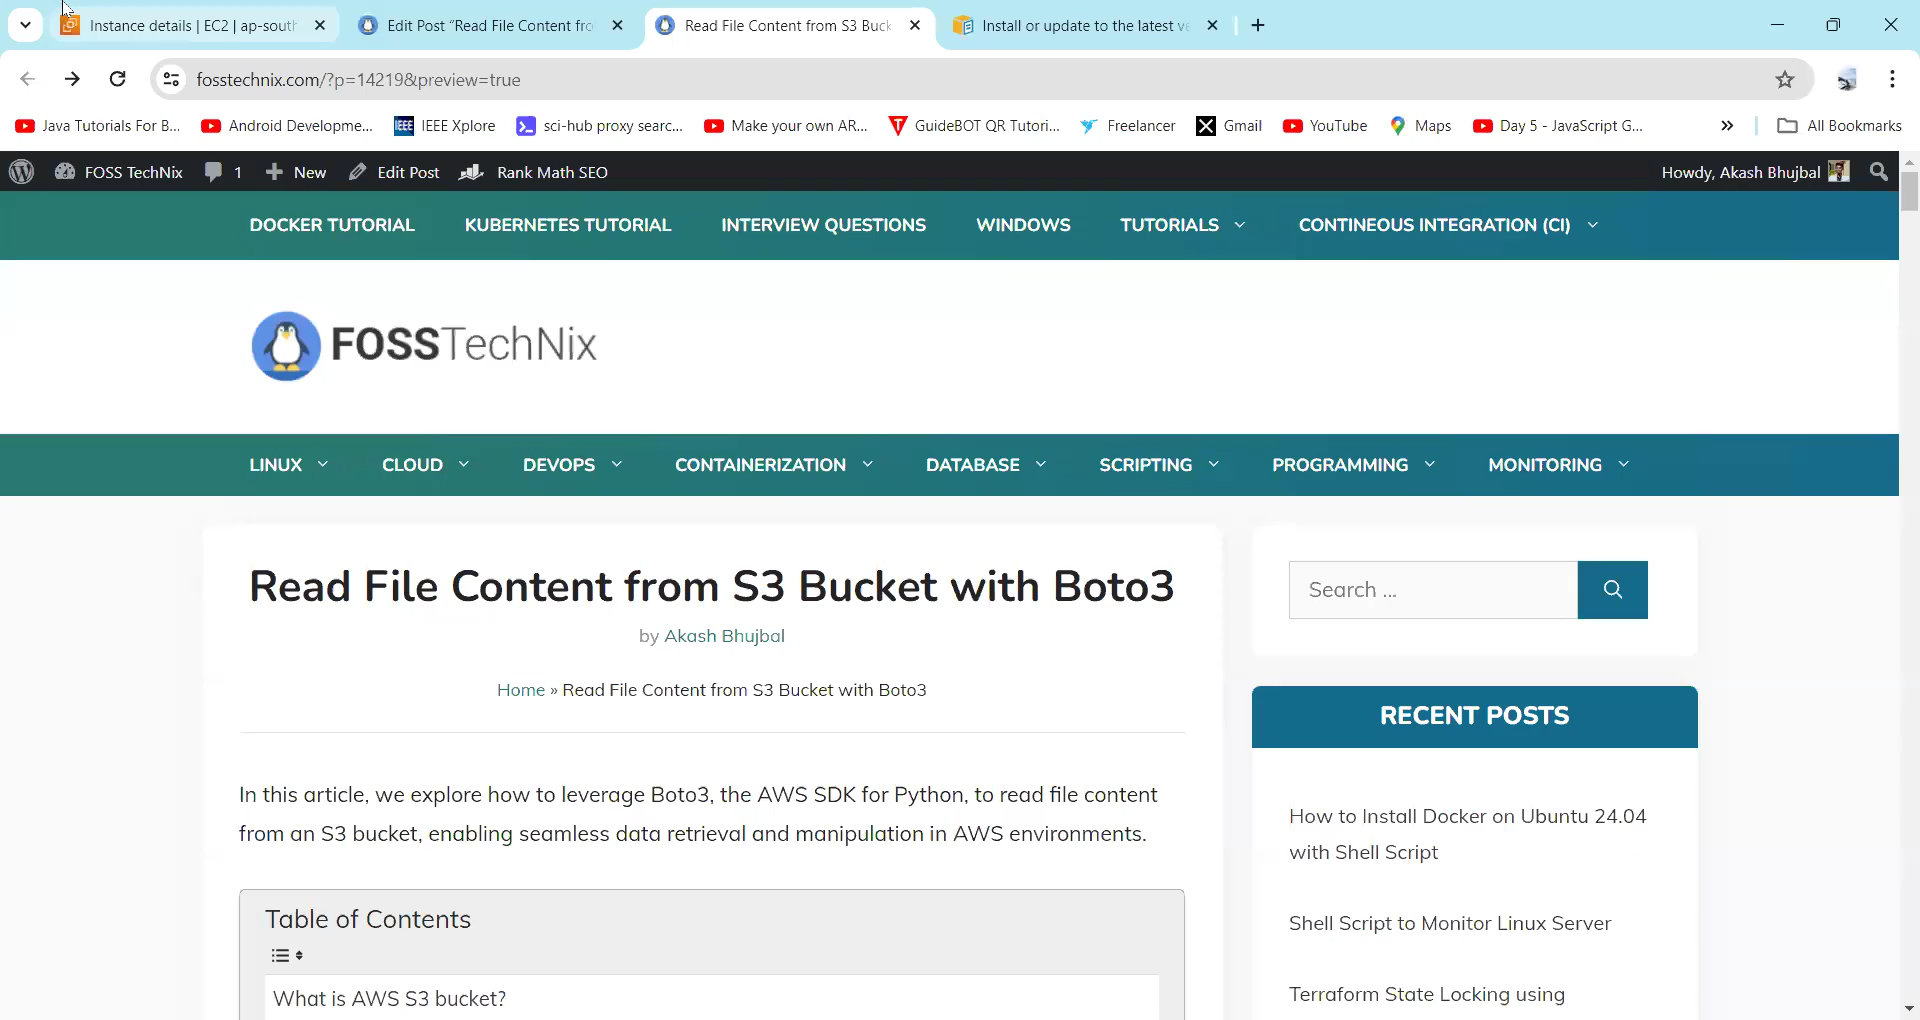 Instance details | EC2 | ap-sout
Edit Post "Read File Content fro
Read File Content from S3 Buck
Install or update to the latest ve
fosstechnix.com/?p=14219&preview=true
Java Tutorials For B...
Android Developme...
IEEE Xplore
sci-hub proxy searc...
Make your own AR...
GuideBOT QR Tutori...
Freelancer
Gmail
YouTube
Maps
Day 5 - JavaScript G...
All Bookmarks
FOSS TechNix
1
New
Edit Post
Rank Math SEO
Howdy, Akash Bhujbal
DOCKER TUTORIAL
KUBERNETES TUTORIAL
INTERVIEW QUESTIONS
WINDOWS
TUTORIALS
CONTINEOUS INTEGRATION (CI)
FOSSTechNix
LINUX
CLOUD
DEVOPS
CONTAINERIZATION
DATABASE
SCRIPTING
PROGRAMMING
MONITORING
Read File Content from S3 Bucket with Boto3
by Akash Bhujbal
Home » Read File Content from S3 Bucket with Boto3
In this article, we explore how to leverage Boto3, the AWS SDK for Python, to read file content
from an S3 bucket, enabling seamless data retrieval and manipulation in AWS environments.
Table of Contents
What is AWS S3 bucket?
Search ...
RECENT POSTS
How to Install Docker on Ubuntu 24.04
with Shell Script
Shell Script to Monitor Linux Server
Terraform State Locking using